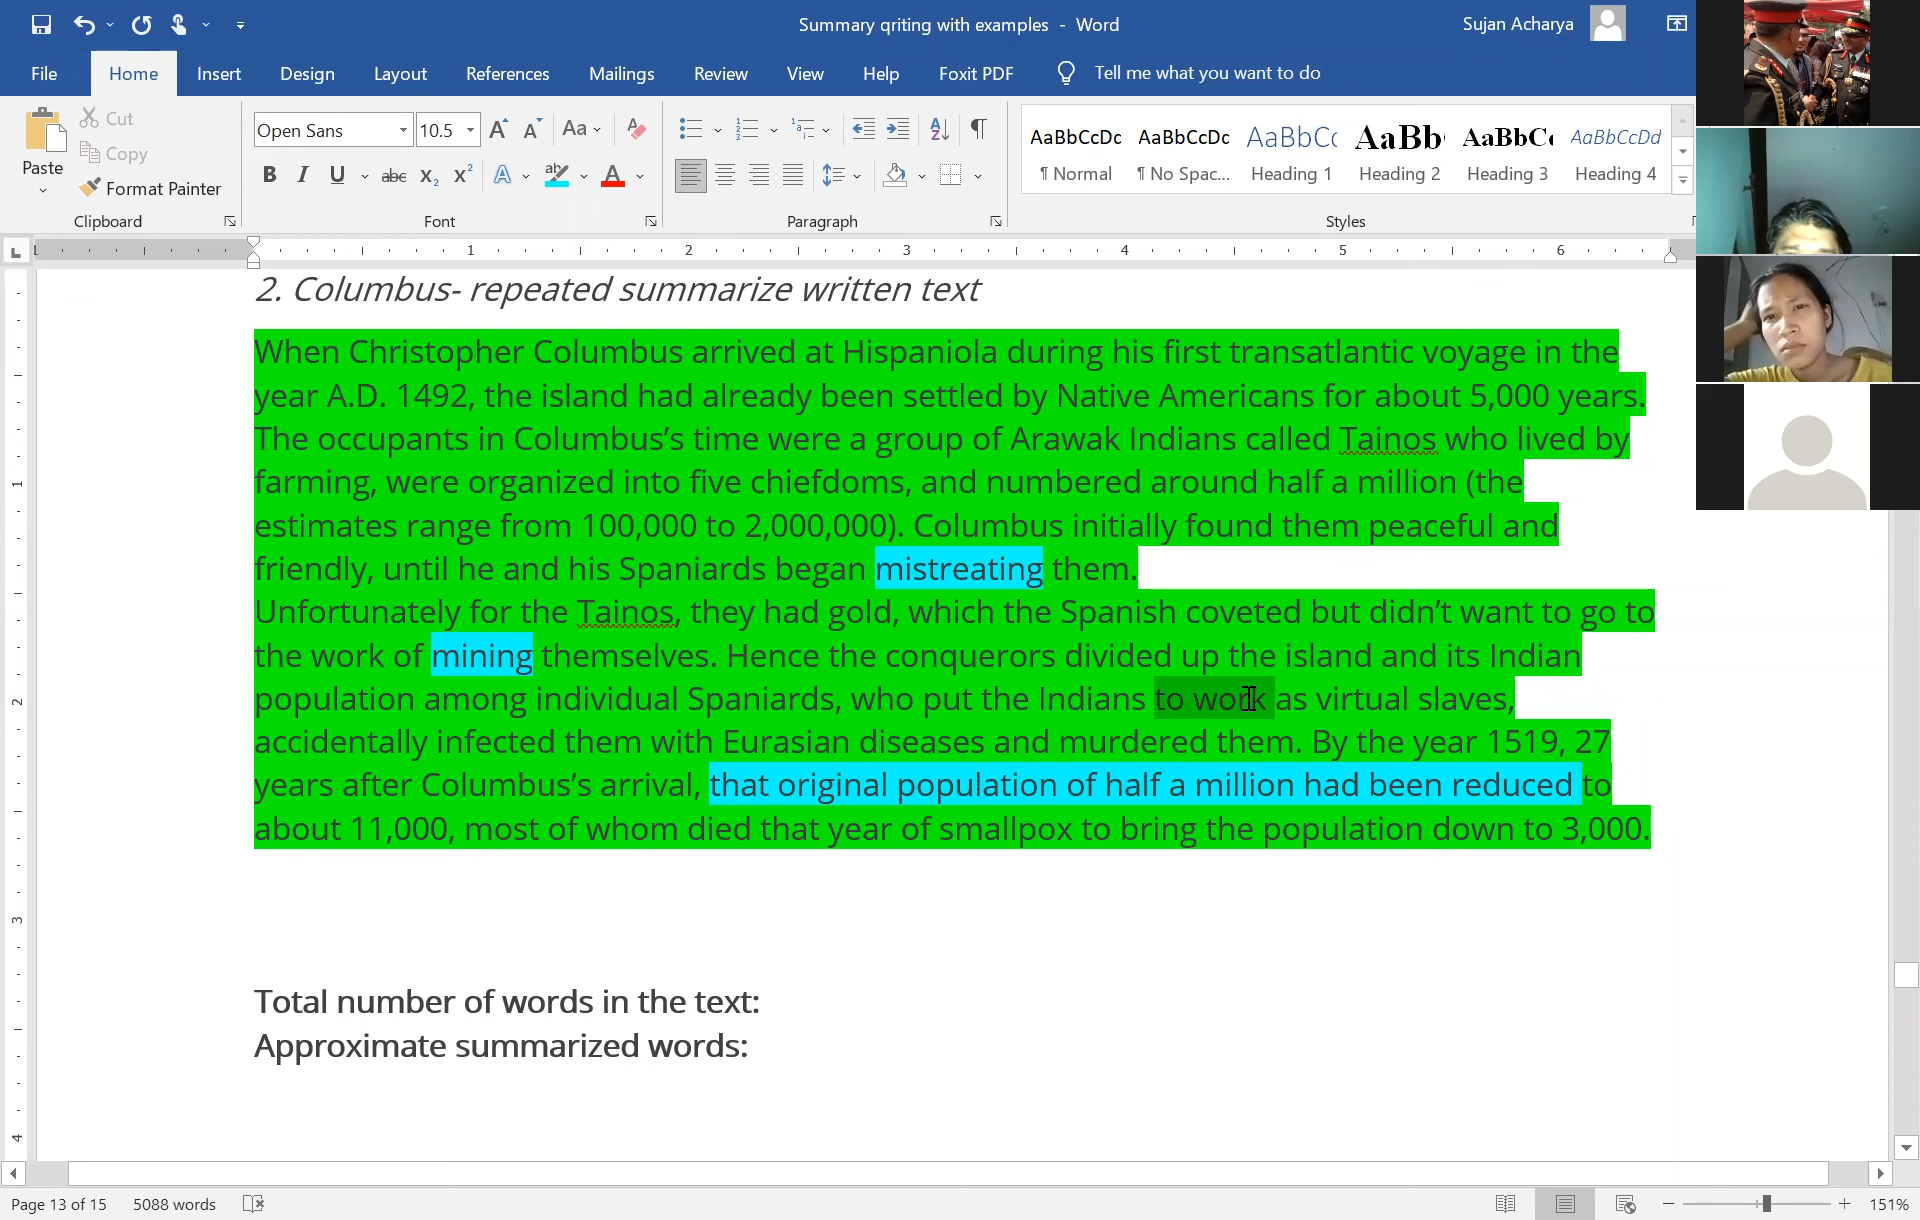 Summary qriting with examples - Word
Sujan Acharya
File Home Insert Design Layout References Mailings Review View Help Foxit PDF Tell me what you want to do
Paste
Cut
Copy
Format Painter
Clipboard
Open Sans 10.5
Font
Paragraph
AaBbCcDc AaBbCcDc AaBbCc AaBb AaBbC AaBbCcDd
¶ Normal ¶ No Spac... Heading 1 Heading 2 Heading 3 Heading 4
Styles
1 2 3 4 5 6
2. Columbus- repeated summarize written text
When Christopher Columbus arrived at Hispaniola during his first transatlantic voyage in the
year A.D. 1492, the island had already been settled by Native Americans for about 5,000 years.
The occupants in Columbus’s time were a group of Arawak Indians called Tainos who lived by
farming, were organized into five chiefdoms, and numbered around half a million (the
estimates range from 100,000 to 2,000,000). Columbus initially found them peaceful and
friendly, until he and his Spaniards began mistreating them.
Unfortunately for the Tainos, they had gold, which the Spanish coveted but didn’t want to go to
the work of mining themselves. Hence the conquerors divided up the island and its Indian
population among individual Spaniards, who put the Indians to work as virtual slaves,
accidentally infected them with Eurasian diseases and murdered them. By the year 1519, 27
years after Columbus’s arrival, that original population of half a million had been reduced to
about 11,000, most of whom died that year of smallpox to bring the population down to 3,000.
Total number of words in the text:
Approximate summarized words:
Page 13 of 15 5088 words
151%